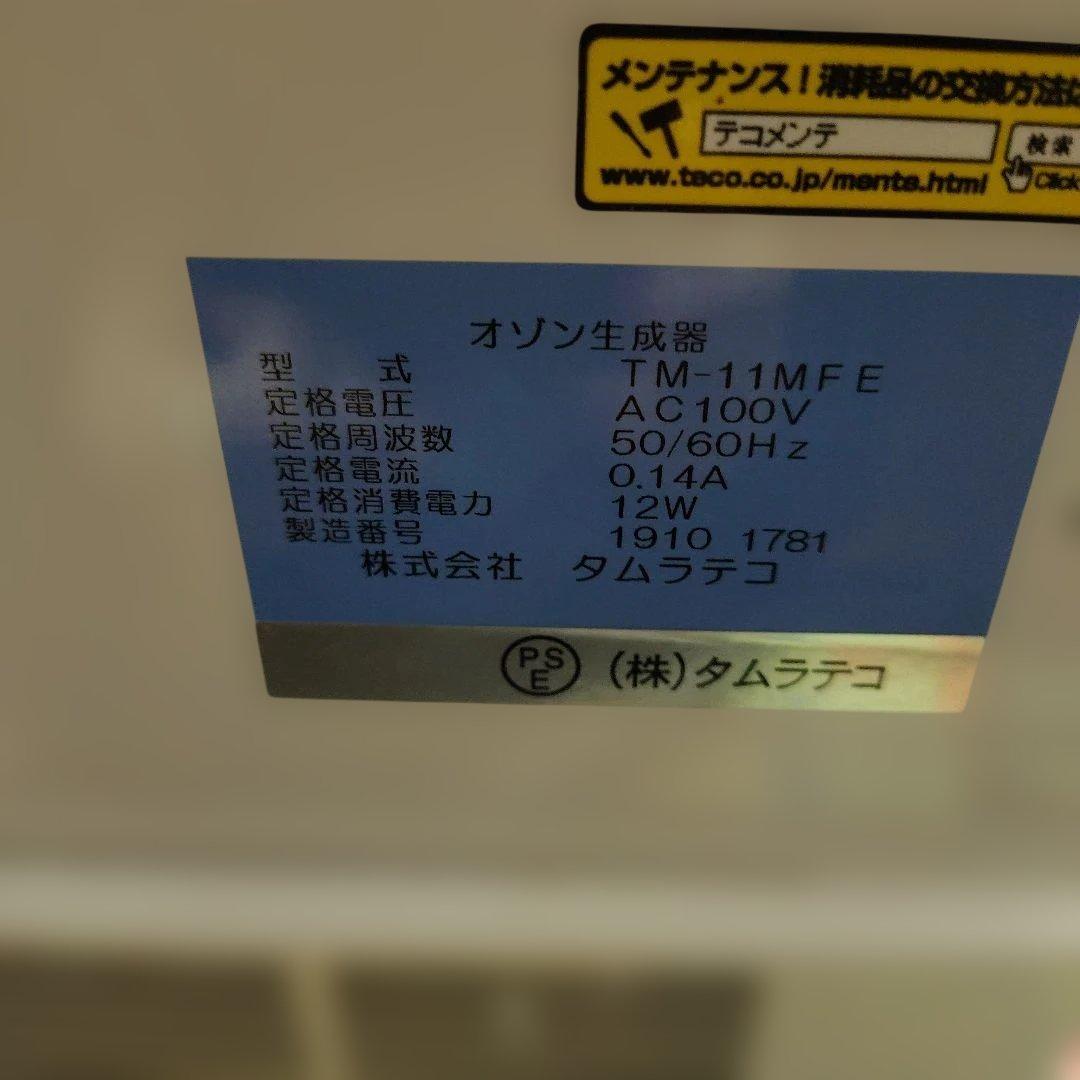 メンテナンス!消耗品の交換方法は
テコメンテ 検索
www.teco.co.jp/mente.html Click
オゾン生成器
型 式 TM-11MFE
定格電圧 AC100V
定格周波数 50/60Hz
定格電流 0.14A
定格消費電力 12W
製造番号 1910 1781
株式会社 タムラテコ
PSE (株)タムラテコ